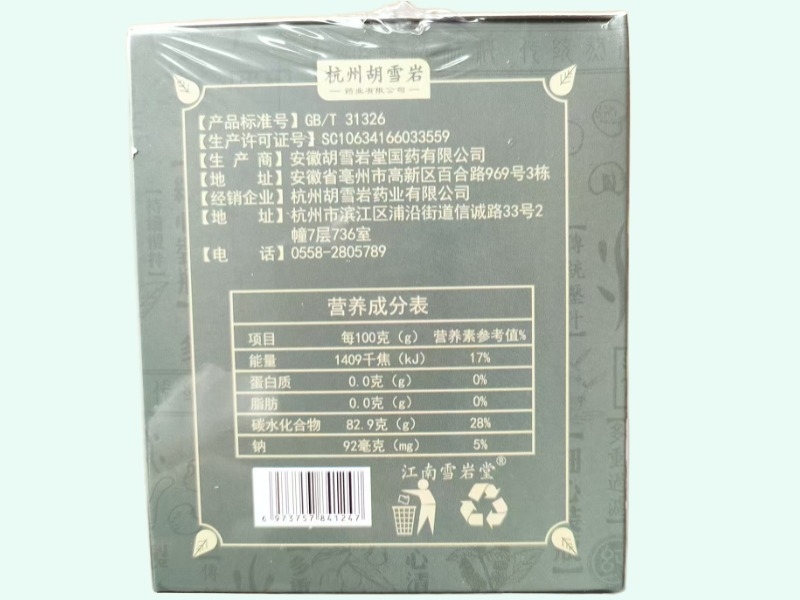 杭州胡雪岩
药业有限公司
【产品标准号】GB/T 31326
【生产许可证号】SC10634166033559
【生 产 商】安徽胡雪岩堂国药有限公司
【地 址】安徽省亳州市高新区百合路969号3栋
【经销企业】杭州胡雪岩药业有限公司
【地 址】杭州市滨江区浦沿街道信诚路33号2
幢7层736室
【电 话】0558-2805789
营养成分表
项目 每100克（g） 营养素参考值%
能量 1409千焦（kJ） 17%
蛋白质 0.0克（g） 0%
脂肪 0.0克（g） 0%
碳水化合物 82.9克（g） 28%
钠 92毫克（mg） 5%
江南雪岩堂®
6 973757 841247